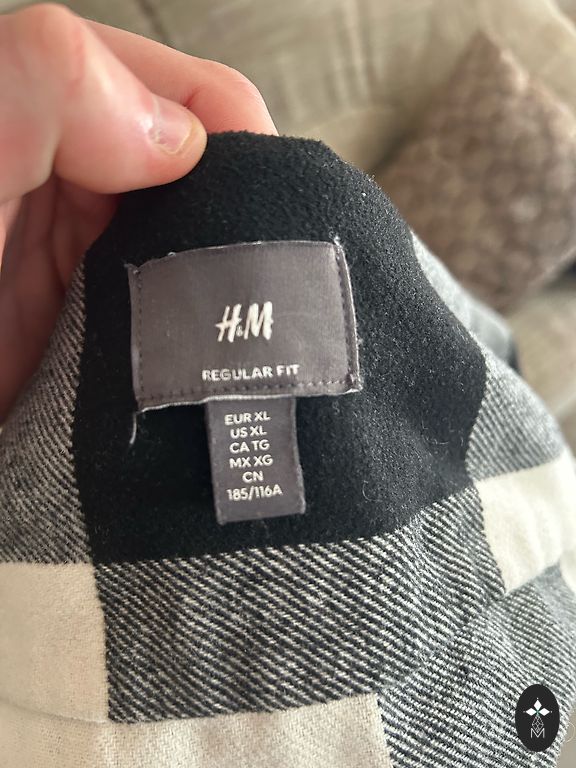 H&M
REGULAR FIT
EUR XL
US XL
CA TG
MX XG
CN
185/116A
M